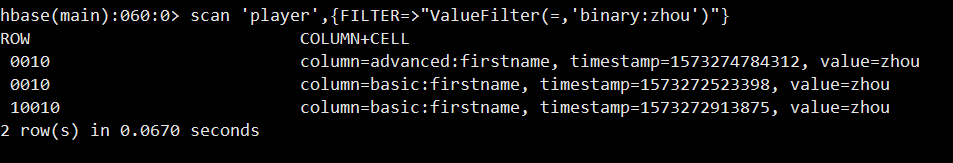 hbase(main):060:0> scan 'player',{FILTER=>"ValueFilter(=,'binary:zhou')"}
ROW COLUMN+CELL
0010 column=advanced:firstname, timestamp=1573274784312, value=zhou
0010 column=basic:firstname, timestamp=1573272523398, value=zhou
10010 column=basic:firstname, timestamp=1573272913875, value=zhou
2 row(s) in 0.0670 seconds